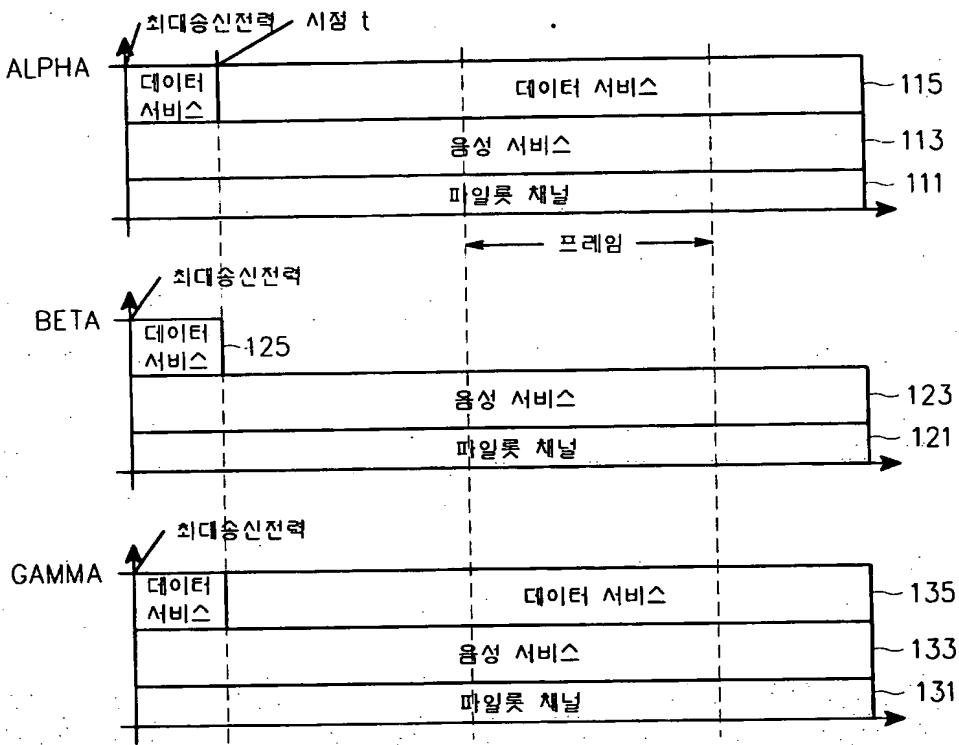 최대송신전력 시점 t
ALPHA
데이터
서비스
데이터 서비스
115
음성 서비스
113
파일롯 채널
111
프레임
최대송신전력
BETA
데이터
서비스
125
음성 서비스
123
파일롯 채널
121
최대송신전력
GAMMA
데이터
서비스
데이터 서비스
135
음성 서비스
133
파일롯 채널
131